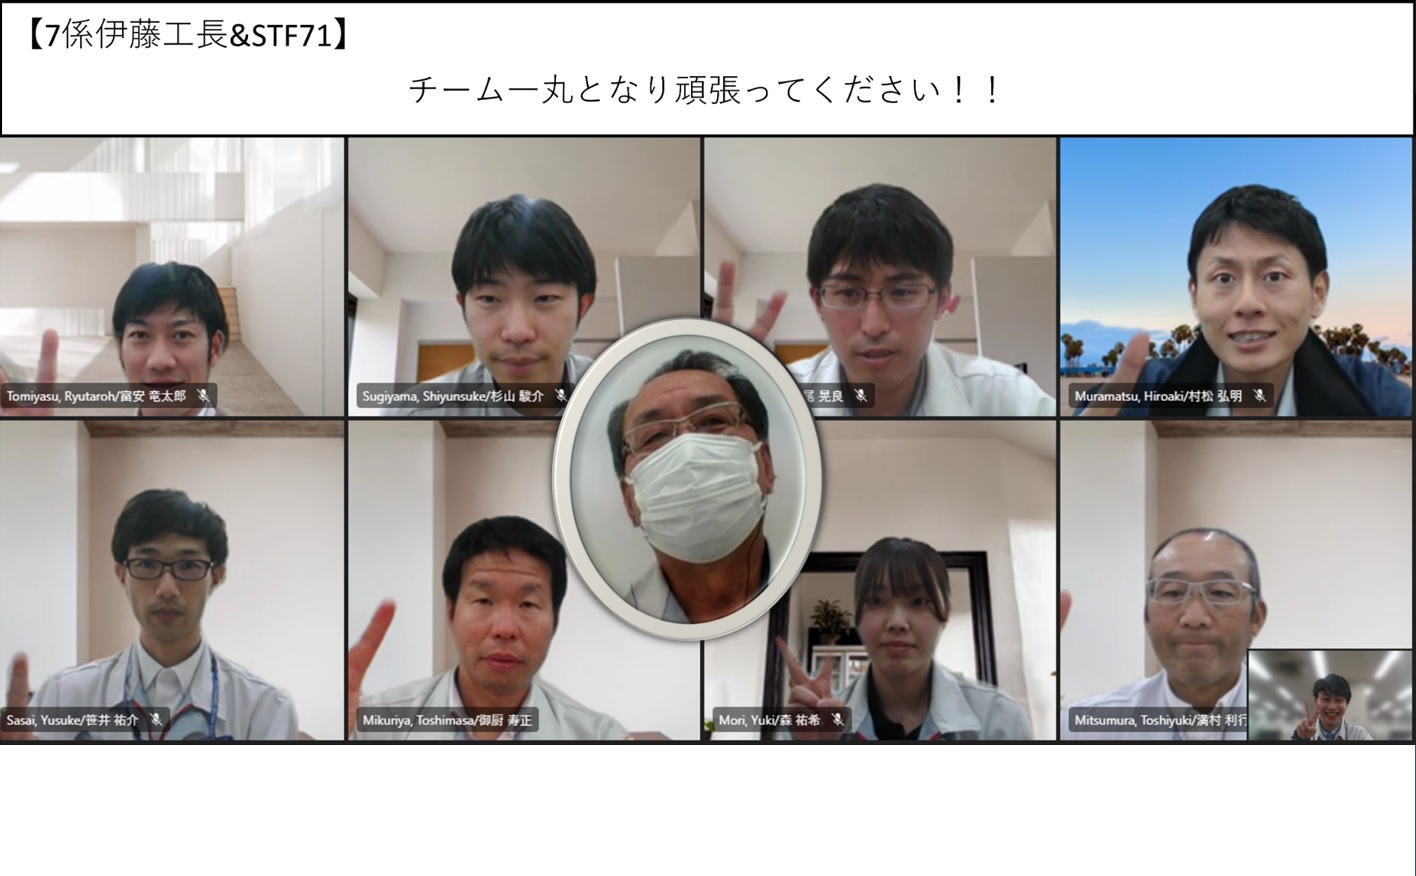 【7係伊藤工長&STF71】
チーム一丸となり頑張ってください！！
Tomiyasu, Ryutaroh/富安 竜太郎
Sugiyama, Shiyunsuke/杉山 駿介
尾 晃良
Muramatsu, Hiroaki/村松 弘明
Sasai, Yusuke/笹井 祐介
Mikuriya, Toshimasa/御厨 寿正
Mori, Yuki/森 祐希
Mitsumura, Toshiyuki/溝村 利行